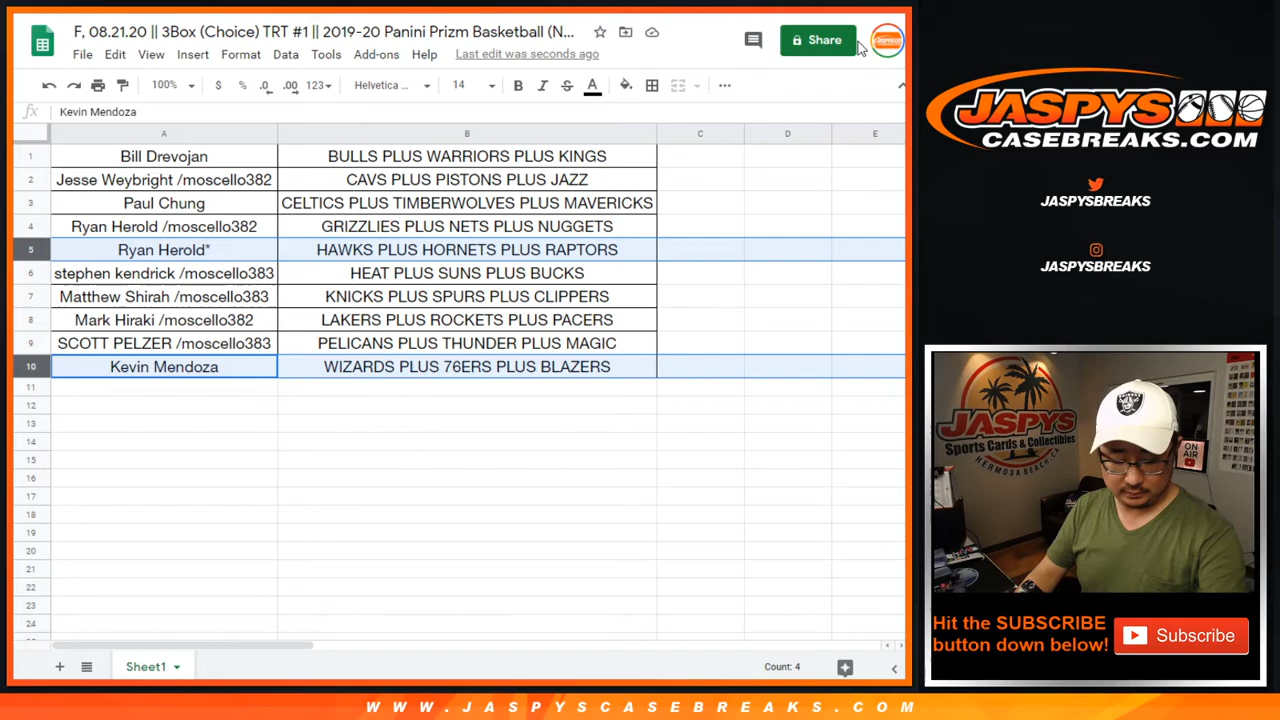 F, 08.21.20 || 3Box (Choice) TRT #1 || 2019-20 Panini Prizm Basketball (N...
Share
File Edit View Insert Format Data Tools Add-ons Help Last edit was seconds ago
100% $ % .0 .00 123 Helvetica ... 14 B I S A ...
fx Kevin Mendoza
A B C D E
1 Bill Drevojan BULLS PLUS WARRIORS PLUS KINGS
2 Jesse Weybright /moscello382 CAVS PLUS PISTONS PLUS JAZZ
3 Paul Chung CELTICS PLUS TIMBERWOLVES PLUS MAVERICKS
4 Ryan Herold /moscello382 GRIZZLIES PLUS NETS PLUS NUGGETS
5 Ryan Herold* HAWKS PLUS HORNETS PLUS RAPTORS
6 stephen kendrick /moscello383 HEAT PLUS SUNS PLUS BUCKS
7 Matthew Shirah /moscello383 KNICKS PLUS SPURS PLUS CLIPPERS
8 Mark Hiraki /moscello382 LAKERS PLUS ROCKETS PLUS PACERS
9 SCOTT PELZER /moscello383 PELICANS PLUS THUNDER PLUS MAGIC
10 Kevin Mendoza WIZARDS PLUS 76ERS PLUS BLAZERS
11
12
13
14
15
16
17
18
19
20
21
22
23
24
Sheet1 Count: 4
JASPYS
CASEBREAKS.COM
JASPYSBREAKS
JASPYSBREAKS
JASPYS
Sports Cards & Collectibles
HERMOSA BEACH, CA
RAIDERS
ON AIR
Hit the SUBSCRIBE
button down below!
Subscribe
WWW.JASPYSCASEBREAKS.COM